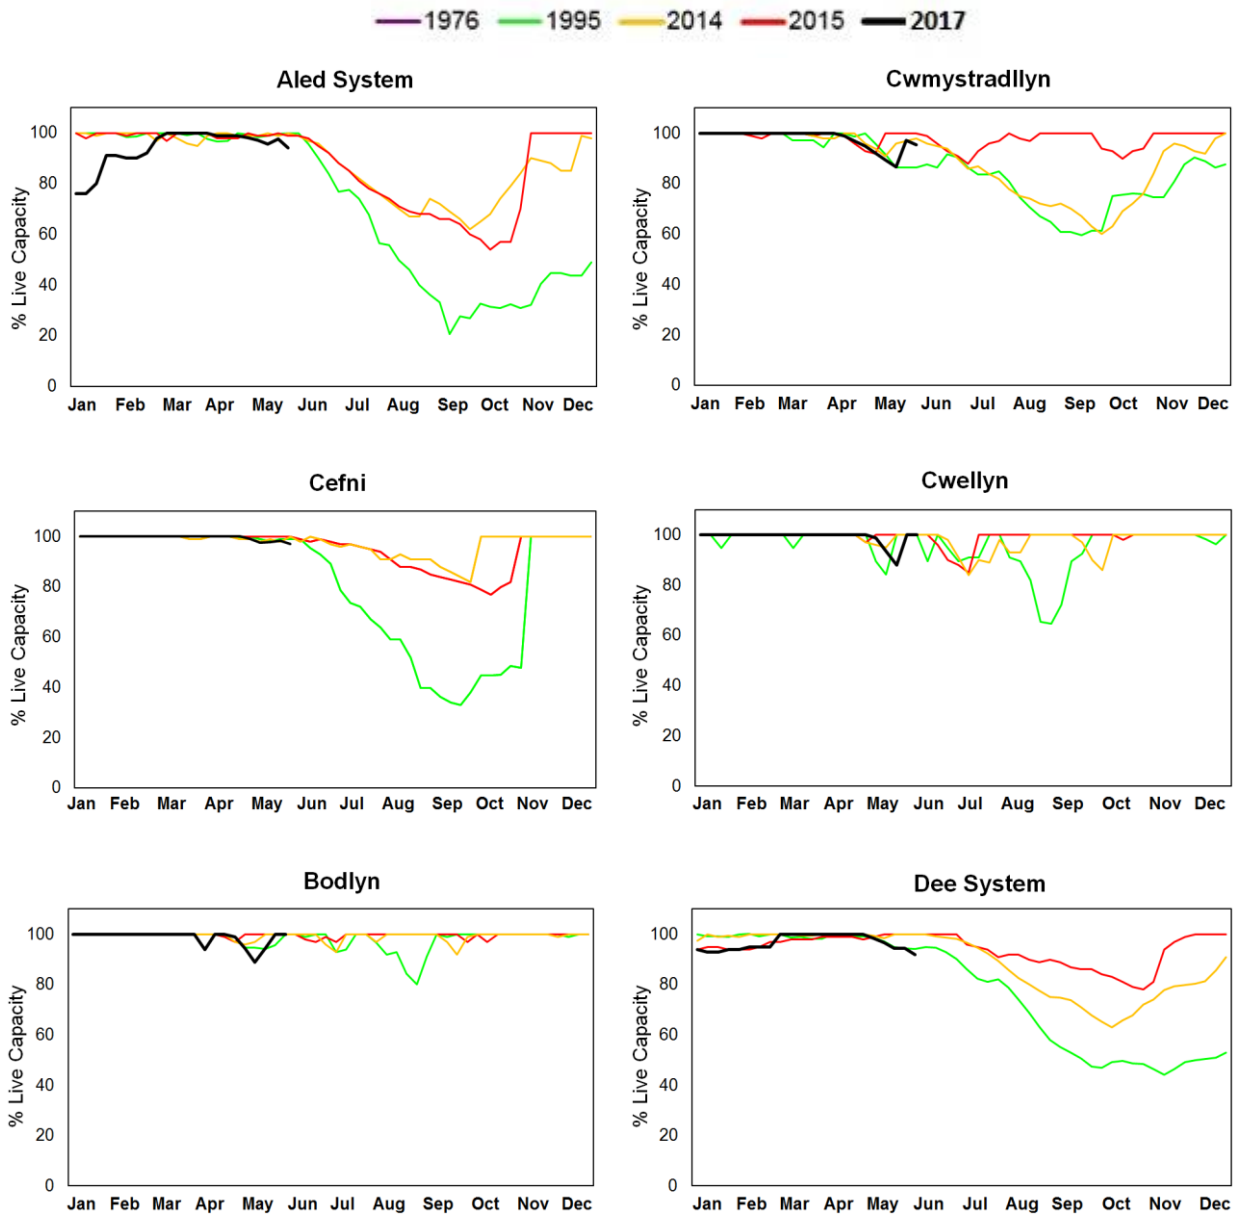 1976 1995 2014 2015 2017
Aled System
% Live Capacity
100
80
60
40
20
0
Jan Feb Mar Apr May Jun Jul Aug Sep Oct Nov Dec
Cwmystradllyn
% Live Capacity
100
80
60
40
20
0
Jan Feb Mar Apr May Jun Jul Aug Sep Oct Nov Dec
Cefni
% Live Capacity
100
80
60
40
20
0
Jan Feb Mar Apr May Jun Jul Aug Sep Oct Nov Dec
Cwellyn
% Live Capacity
100
80
60
40
20
0
Jan Feb Mar Apr May Jun Jul Aug Sep Oct Nov Dec
Bodlyn
% Live Capacity
100
80
60
40
20
0
Jan Feb Mar Apr May Jun Jul Aug Sep Oct Nov Dec
Dee System
% Live Capacity
100
80
60
40
20
0
Jan Feb Mar Apr May Jun Jul Aug Sep Oct Nov Dec